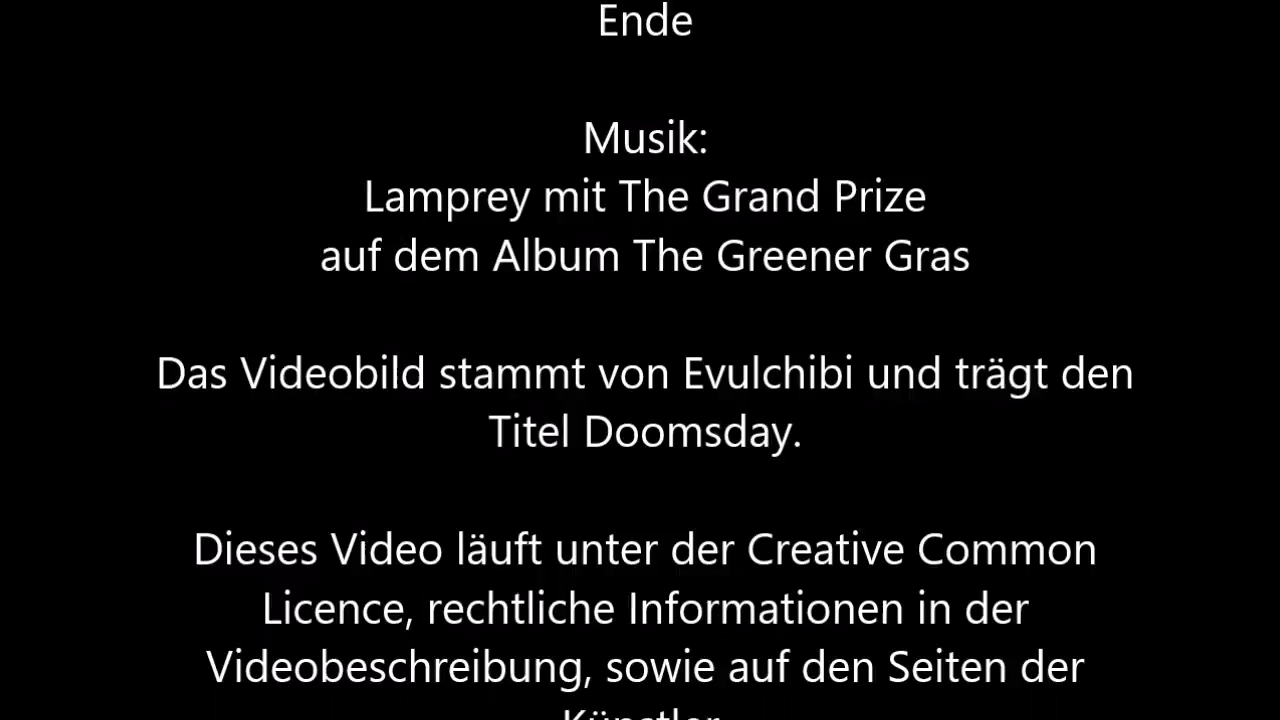 Ende
Musik:
Lamprey mit The Grand Prize
auf dem Album The Greener Gras
Das Videobild stammt von Evulchibi und trägt den
Titel Doomsday.
Dieses Video läuft unter der Creative Common
Licence, rechtliche Informationen in der
Videobeschreibung, sowie auf den Seiten der
Künstler